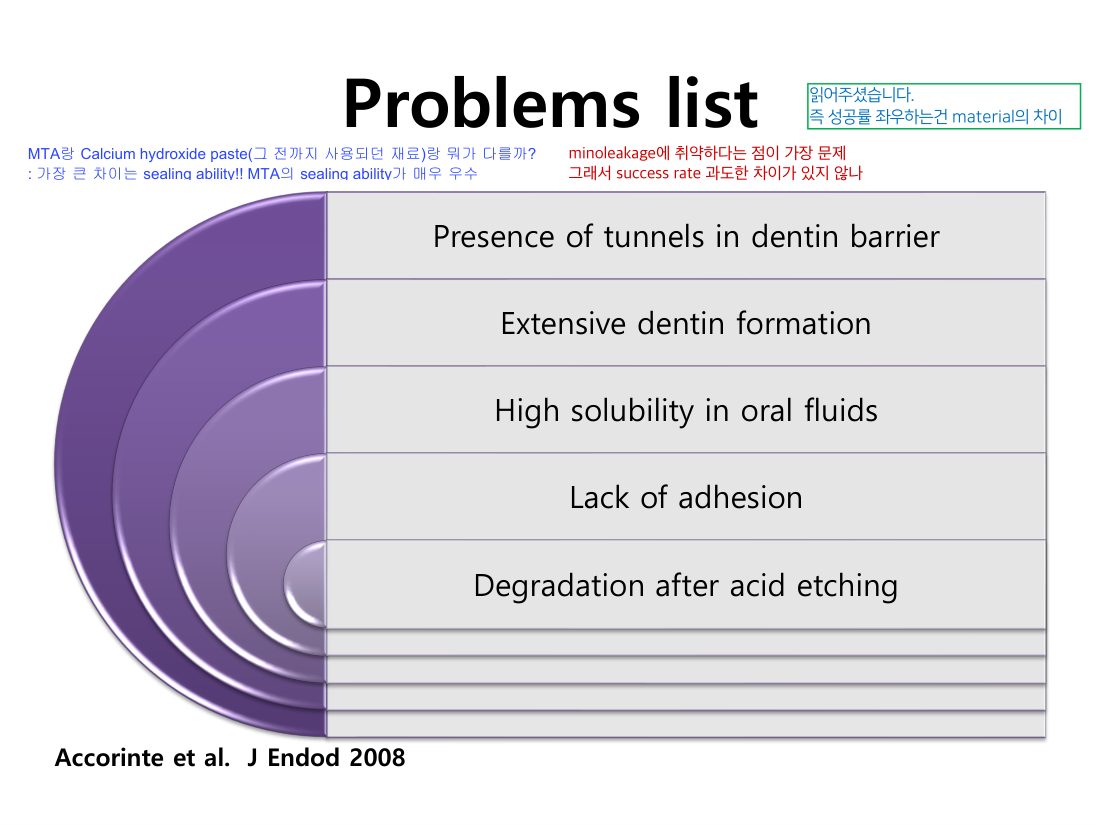 Problems list
읽어주셨습니다.
즉 성공률 좌우하는건 material의 차이
MTA랑 Calcium hydroxide paste(그 전까지 사용되던 재료)랑 뭐가 다를까?
: 가장 큰 차이는 sealing ability!! MTA의 sealing ability가 매우 우수
minoleakage에 취약하다는 점이 가장 문제
그래서 success rate 과도한 차이가 있지 않나
Presence of tunnels in dentin barrier
Extensive dentin formation
High solubility in oral fluids
Lack of adhesion
Degradation after acid etching
Accorinte et al. J Endod 2008